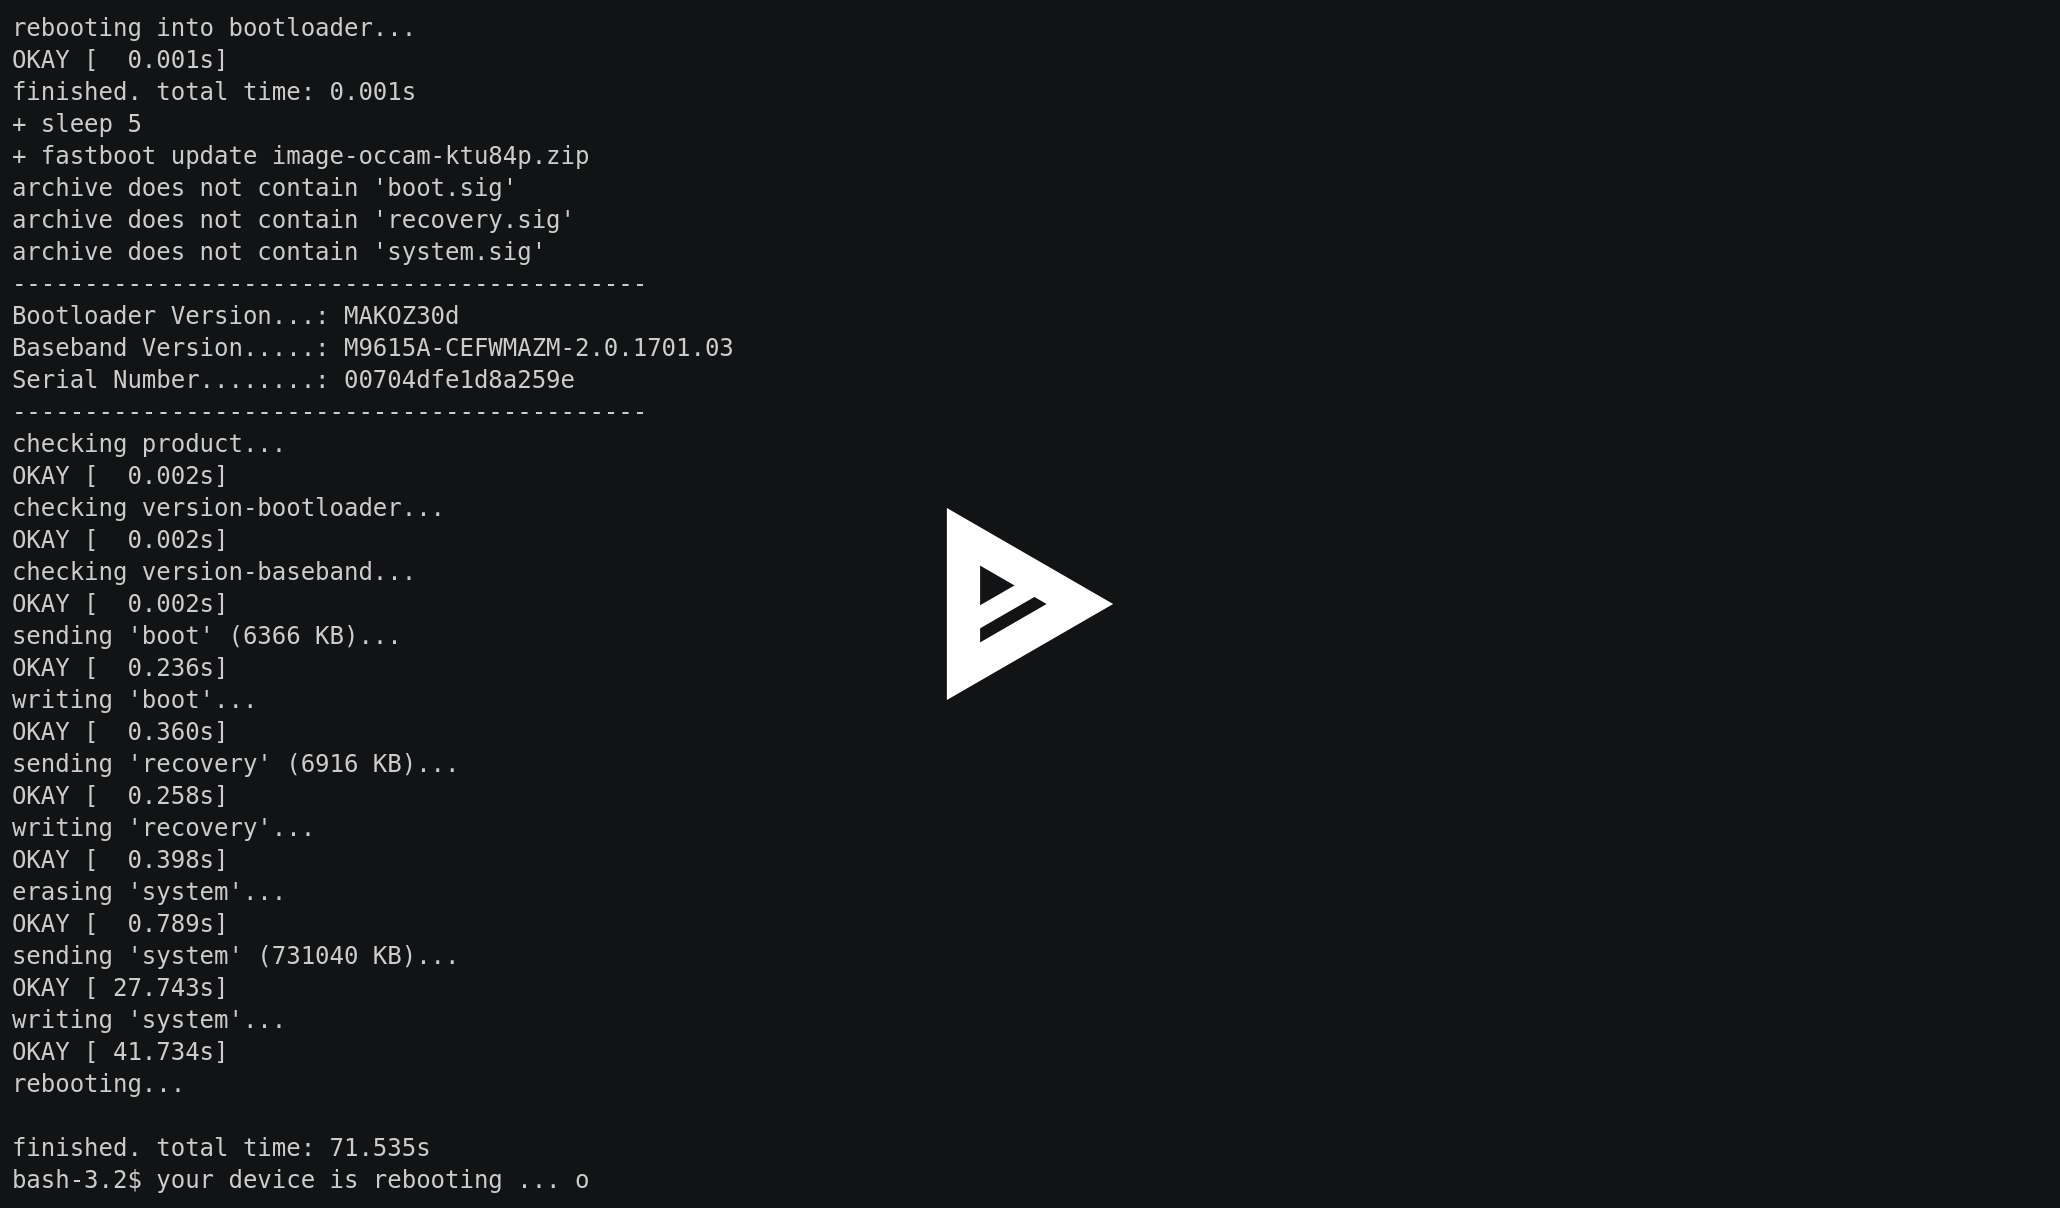 rebooting into bootloader...
OKAY [  0.001s]
finished. total time: 0.001s
+ sleep 5
+ fastboot update image-occam-ktu84p.zip
archive does not contain 'boot.sig'
archive does not contain 'recovery.sig'
archive does not contain 'system.sig'
--------------------------------------------
Bootloader Version...: MAKOZ30d
Baseband Version.....: M9615A-CEFWMAZM-2.0.1701.03
Serial Number........: 00704dfe1d8a259e
--------------------------------------------
checking product...
OKAY [  0.002s]
checking version-bootloader...
OKAY [  0.002s]
checking version-baseband...
OKAY [  0.002s]
sending 'boot' (6366 KB)...
OKAY [  0.236s]
writing 'boot'...
OKAY [  0.360s]
sending 'recovery' (6916 KB)...
OKAY [  0.258s]
writing 'recovery'...
OKAY [  0.398s]
erasing 'system'...
OKAY [  0.789s]
sending 'system' (731040 KB)...
OKAY [ 27.743s]
writing 'system'...
OKAY [ 41.734s]
rebooting...

finished. total time: 71.535s
bash-3.2$ your device is rebooting ... o